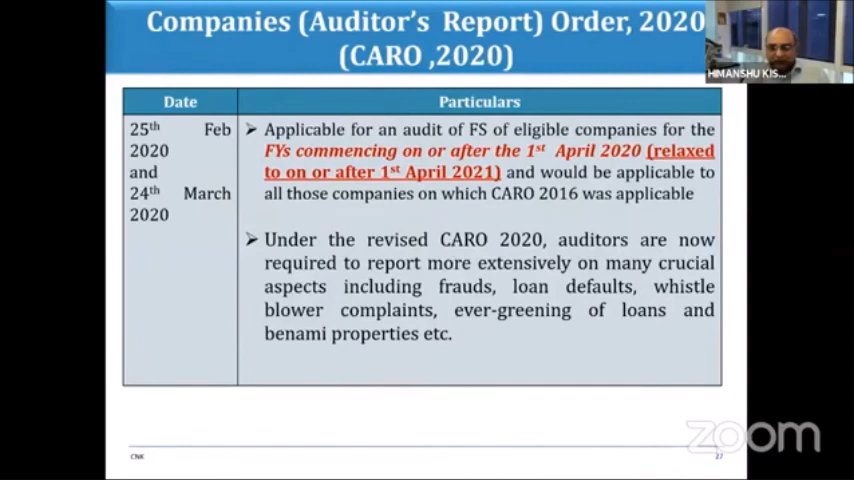 Companies (Auditor's Report) Order, 2020
(CARO ,2020)
HIMANSHU KIS...
Date
Particulars
25th Feb
2020
and
24th March
2020
➢ Applicable for an audit of FS of eligible companies for the
FYs commencing on or after the 1st April 2020 (relaxed
to on or after 1st April 2021) and would be applicable to
all those companies on which CARO 2016 was applicable
➢ Under the revised CARO 2020, auditors are now
required to report more extensively on many crucial
aspects including frauds, loan defaults, whistle
blower complaints, ever-greening of loans and
benami properties etc.
zoom
CNK
27